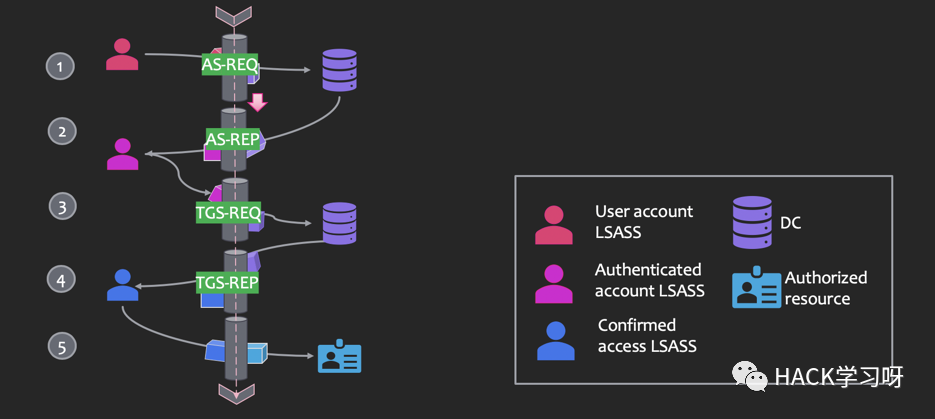 1
AS-REQ
2
AS-REP
3
TGS-REQ
4
TGS-REP
5
User account
LSASS
DC
Authenticated
account LSASS
Authorized
resource
Confirmed
access LSASS
HACK学习呀